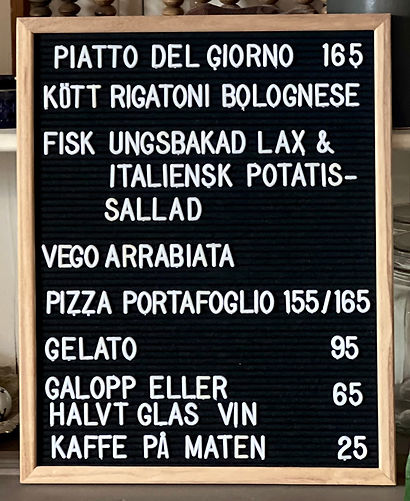 PIATTO DEL GIORNO 165
KÖTT RIGATONI BOLOGNESE
FISK UNGSBAKAD LAX &
ITALIENSK POTATIS-
SALLAD
VEGO ARRABIATA
PIZZA PORTAFOGLIO 155/165
GELATO 95
GALOPP ELLER 65
HALVT GLAS VIN
KAFFE PÅ MATEN 25